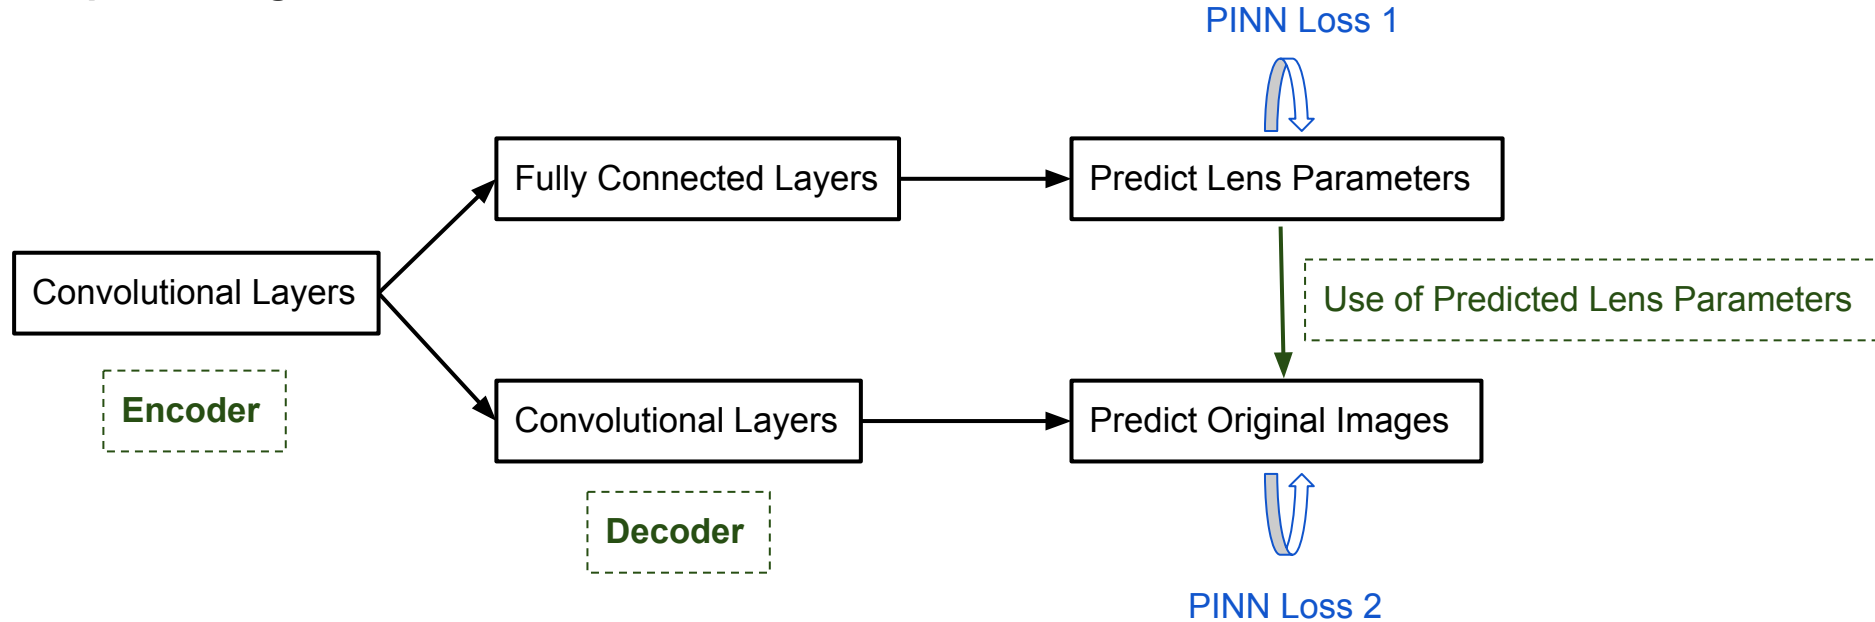 PINN Loss 1
Fully Connected Layers
Predict Lens Parameters
Convolutional Layers
Use of Predicted Lens Parameters
Encoder
Convolutional Layers
Predict Original Images
Decoder
PINN Loss 2